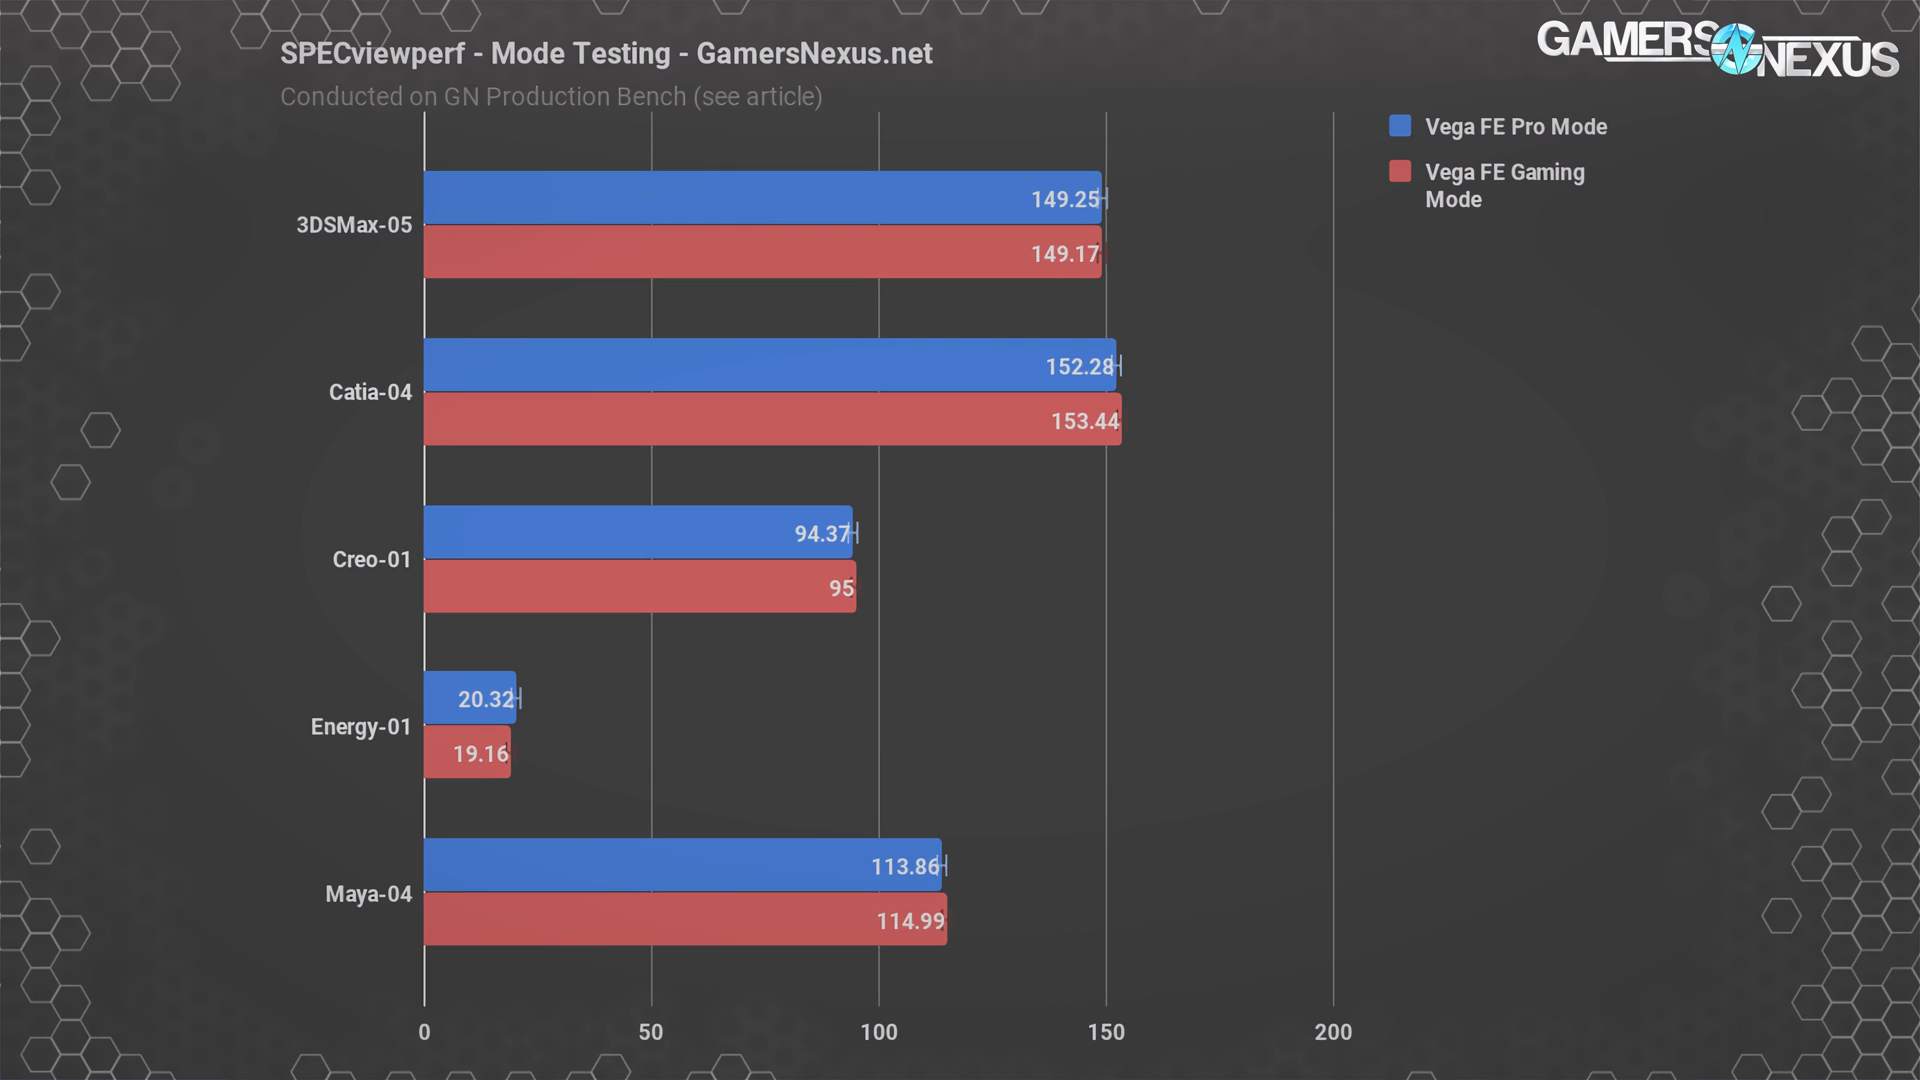 SPECviewperf - Mode Testing - GamersNexus.net
Conducted on GN Production Bench (see article)
GAMERS NEXUS
Vega FE Pro Mode
Vega FE Gaming
Mode
3DSMax-05
149.25
149.17
Catia-04
152.28
153.44
Creo-01
94.37
95
Energy-01
20.32
19.16
Maya-04
113.86
114.99
0 50 100 150 200